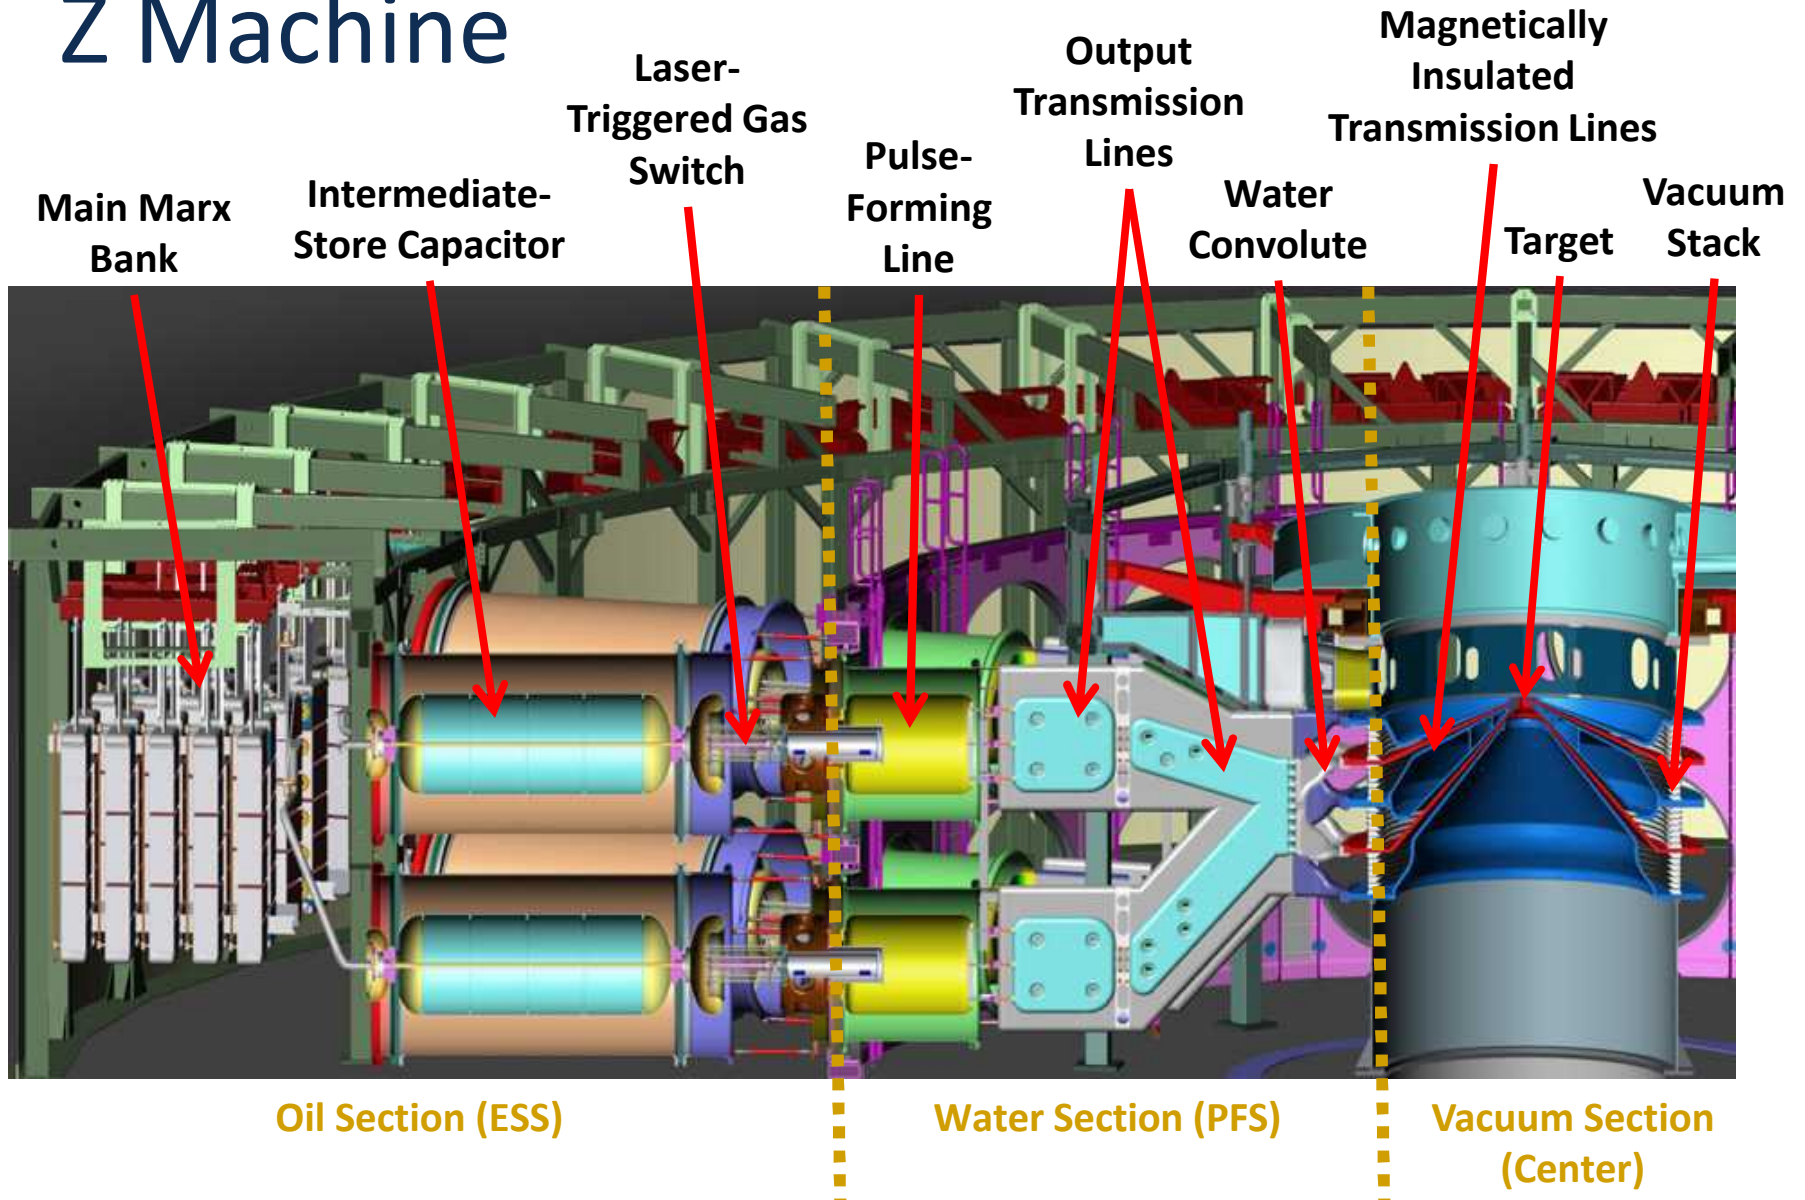 Z Machine
Main Marx
Bank
Intermediate-
Store Capacitor
Laser-
Triggered Gas
Switch
Pulse-
Forming
Line
Output
Transmission
Lines
Water
Convolute
Magnetically
Insulated
Transmission Lines
Target
Vacuum
Stack
Oil Section (ESS)
Water Section (PFS)
Vacuum Section
(Center)